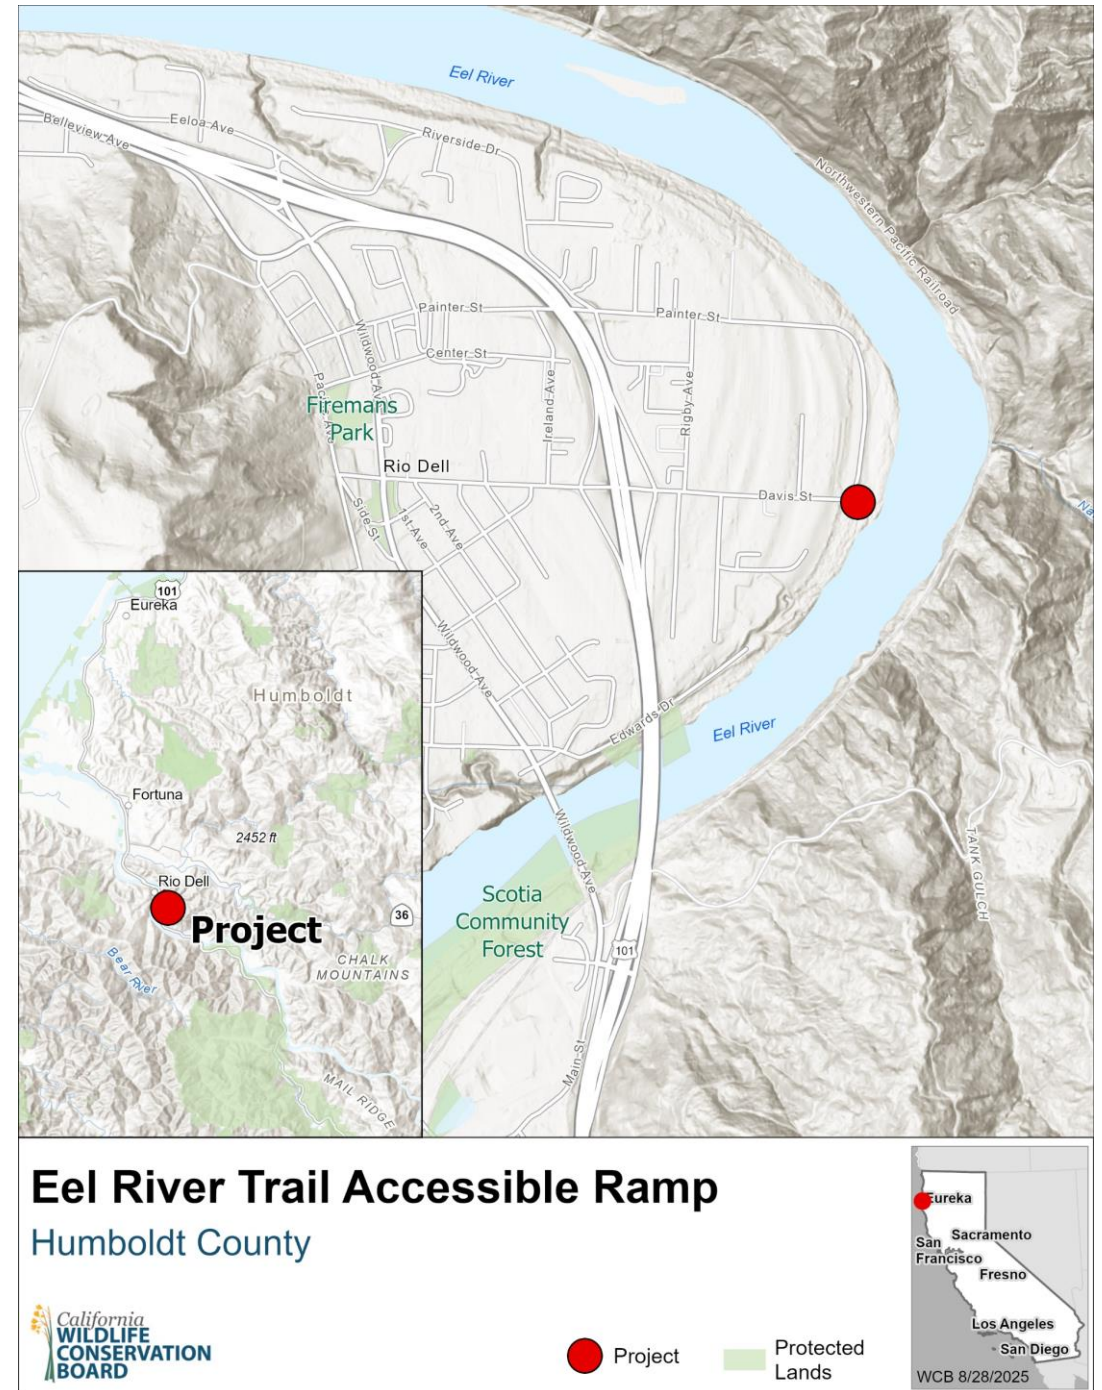 Eel River
Belleview Ave
Eeloa Ave
Riverside Dr
Northwestern Pacific Railroad
Painter St
Painter St
Wildwood Av
Center St
Ireland Ave
Rigby Ave
Firemans
Park
Rio Dell
Davis St
Na
Side St
1st Ave
2nd Ave
Wildwood Ave
Edwards Dr
Eel River
Wildwood Ave
TANK GULCH
Scotia
Community
Forest
101
Main St
101
Eureka
Humboldt
Fortuna
2452 ft
Rio Dell
Project
36
Bear River
CHALK
MOUNTAINS
MAIL RIDGE
Eel River Trail Accessible Ramp
Humboldt County
California
WILDLIFE
CONSERVATION
BOARD
Project
Protected
Lands
Eureka
Sacramento
San
Francisco
Fresno
Los Angeles
San Diego
WCB 8/28/2025